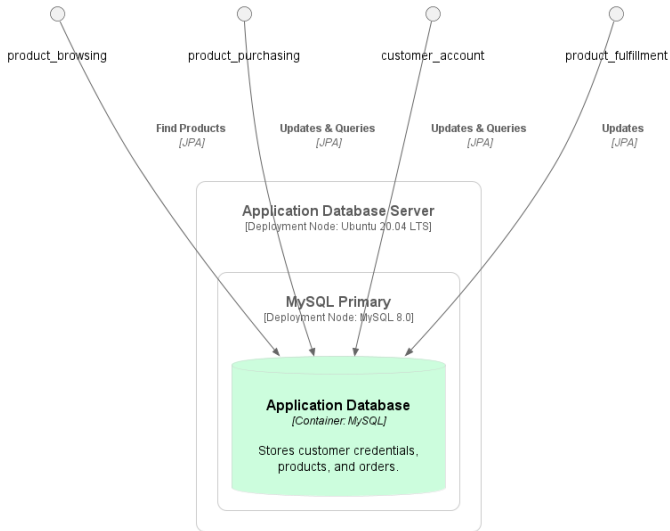 product_browsing
product_purchasing
customer_account
product_fulfillment
Find Products
[JPA]
Updates & Queries
[JPA]
Updates & Queries
[JPA]
Updates
[JPA]
Application Database Server
[Deployment Node: Ubuntu 20.04 LTS]
MySQL Primary
[Deployment Node: MySQL 8.0]
Application Database
[Container: MySQL]
Stores customer credentials,
products, and orders.